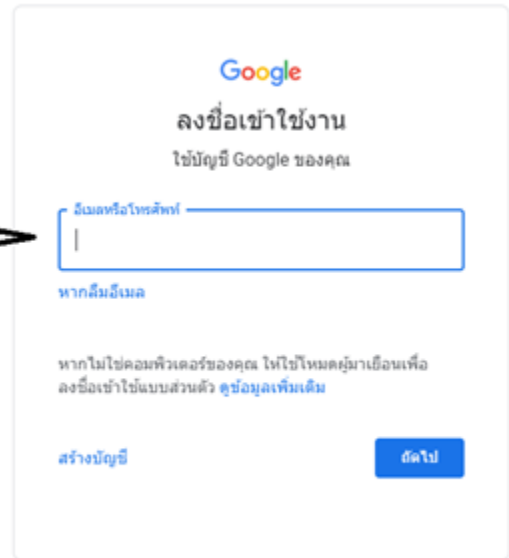 Google
ลงชื่อเข้าใช้งาน
ใช้บัญชี Google ของคุณ
อีเมลหรือโทรศัพท์
หากลืมอีเมล
หากไม่ใช่คอมพิวเตอร์ของคุณ ให้ใช้โหมดผู้มาเยือนเพื่อ
ลงชื่อเข้าใช้แบบส่วนตัว ดูข้อมูลเพิ่มเติม
สร้างบัญชี
ถัดไป